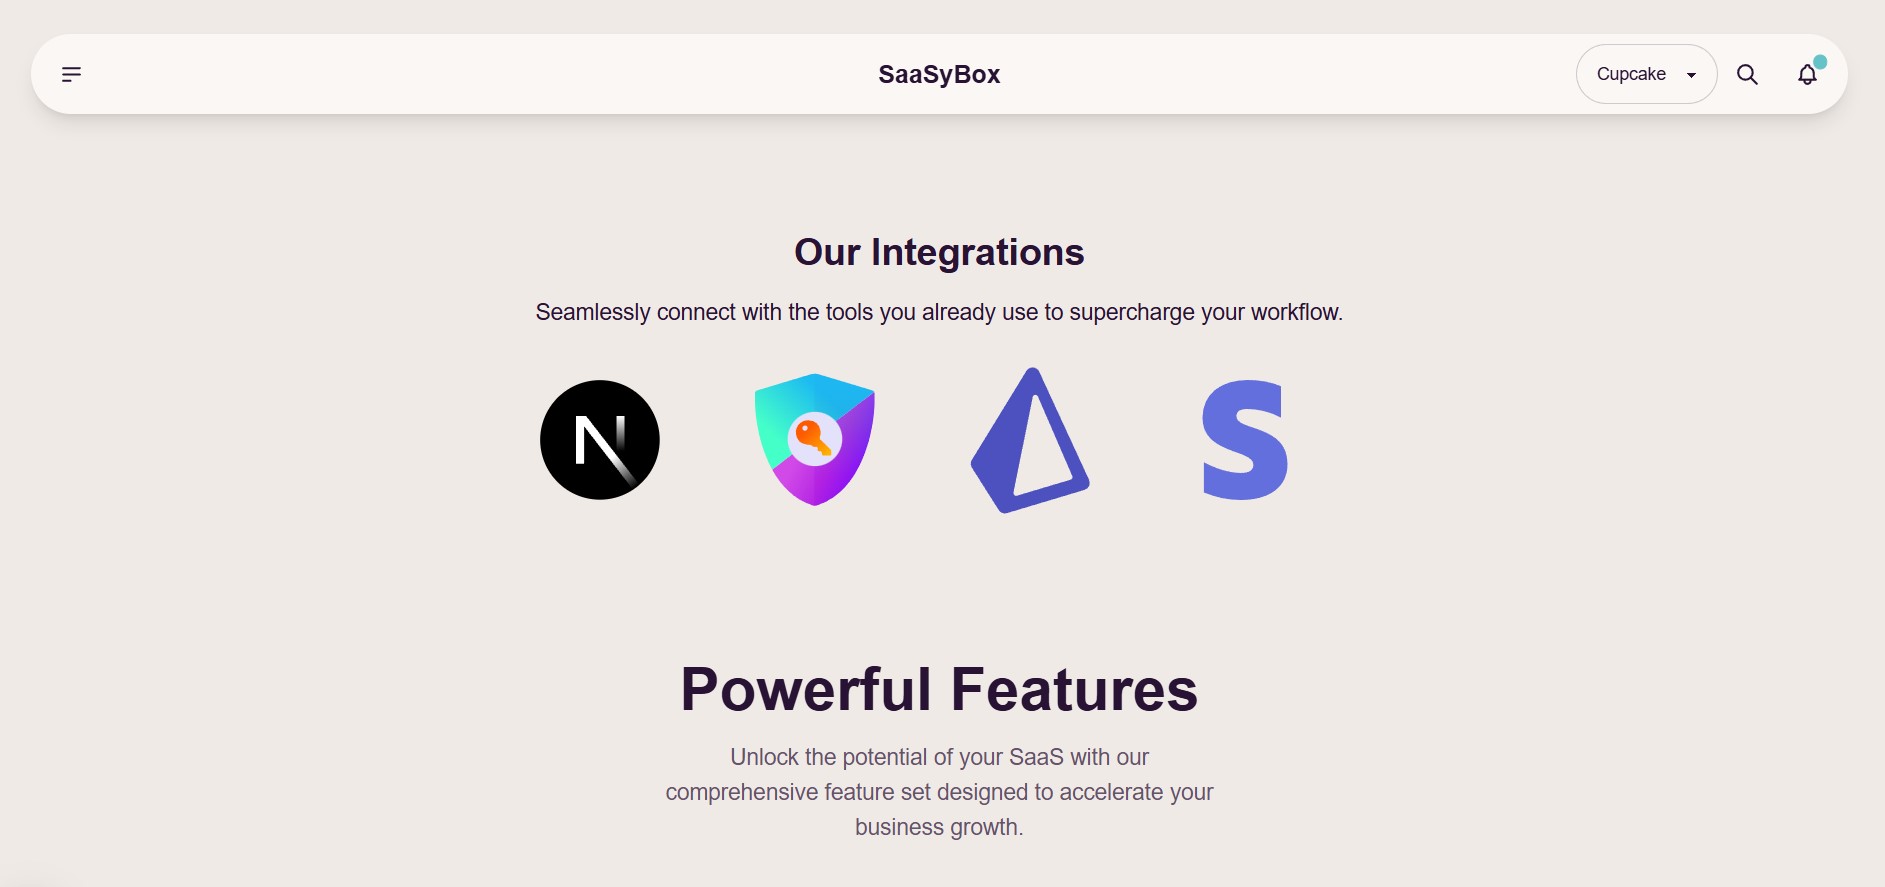 SaaSyBox
Cupcake
Our Integrations
Seamlessly connect with the tools you already use to supercharge your workflow.
N
S
Powerful Features
Unlock the potential of your SaaS with our
comprehensive feature set designed to accelerate your
business growth.